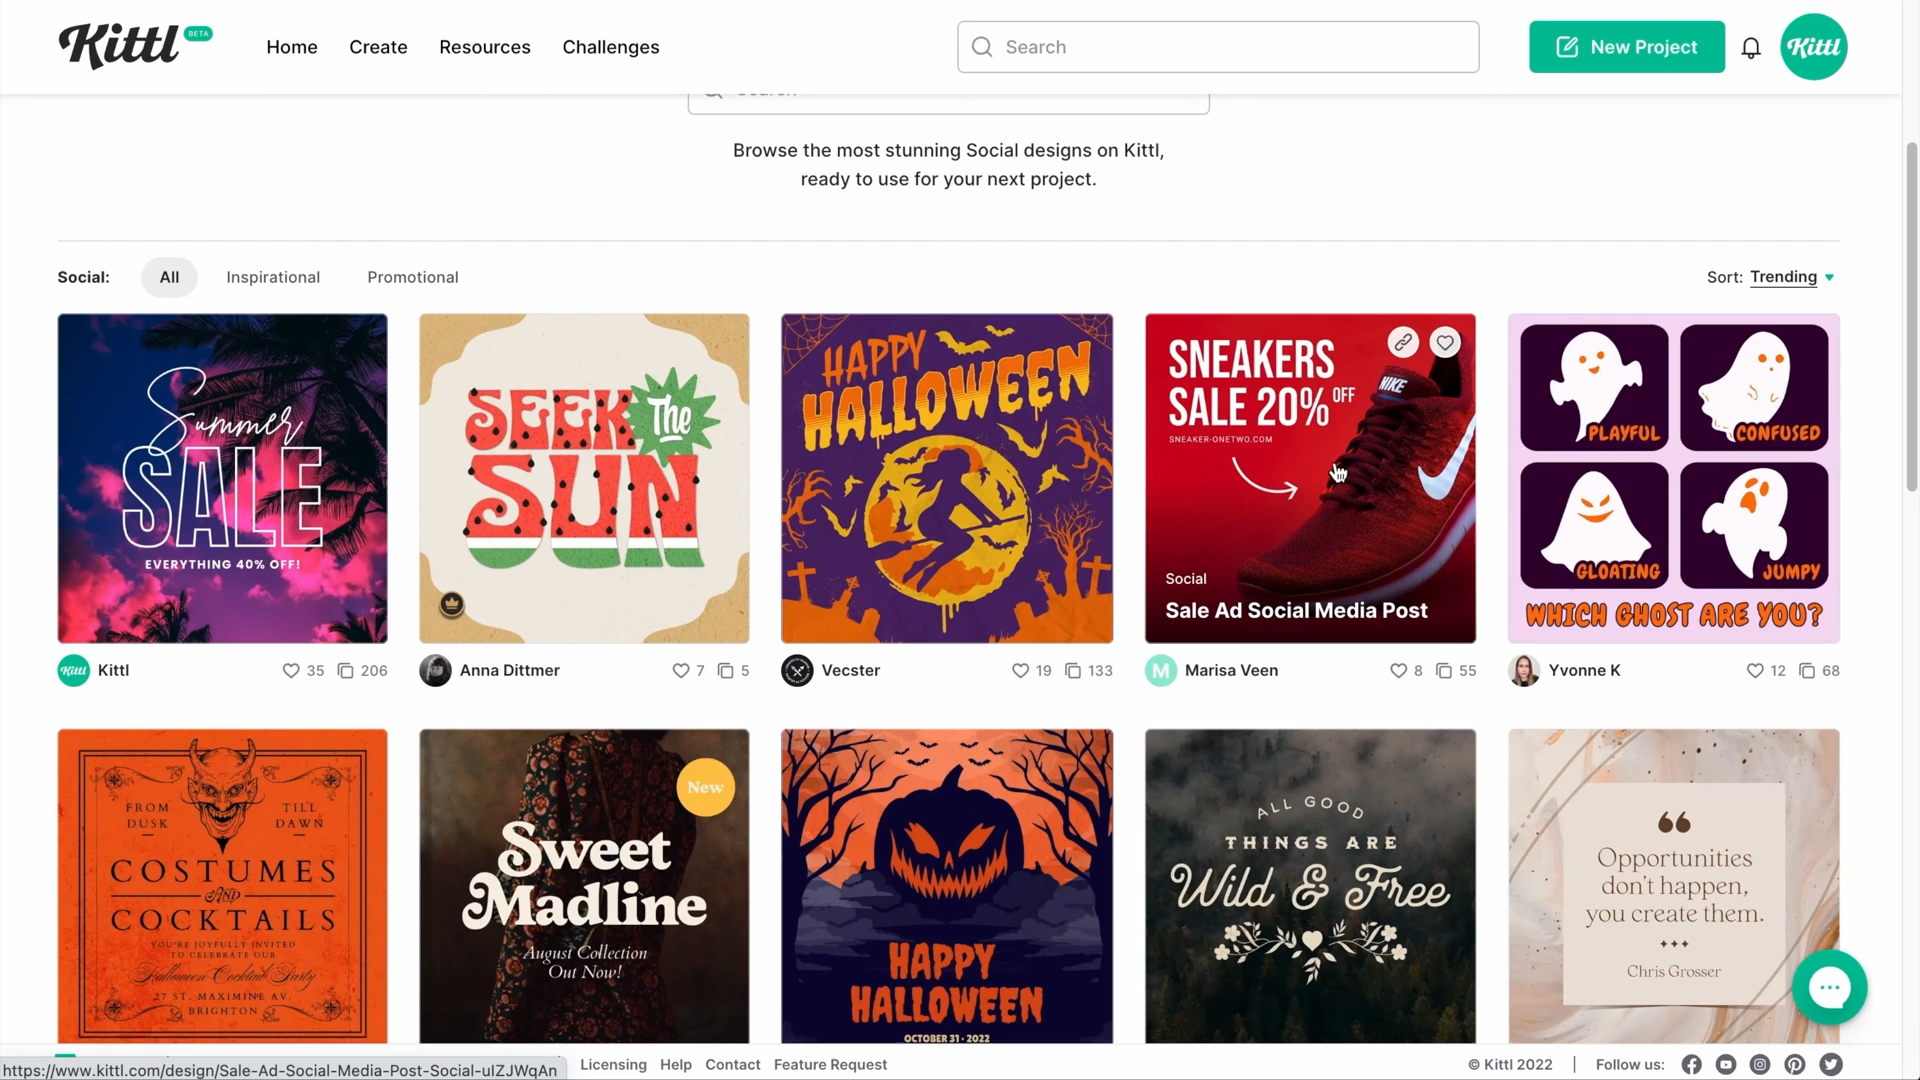 Kittl BETA
Home Create Resources Challenges
Search
New Project
Kittl
Search
Browse the most stunning Social designs on Kittl,
ready to use for your next project.
Social: All Inspirational Promotional
Sort: Trending
Summer
SALE
EVERYTHING 40% OFF!
SEEK The
SUN
HAPPY
HALLOWEEN
SNEAKERS
SALE 20% OFF
SNEAKER-ONETWO.COM
NIKE
Social
Sale Ad Social Media Post
PLAYFUL
CONFUSED
GLOATING
JUMPY
WHICH GHOST ARE YOU?
Kittl Kittl 35 206
Anna Dittmer 7 5
Vecster 19 133
M Marisa Veen 8 55
Yvonne K 12 68
FROM TILL
DUSK DAWN
COSTUMES
AND
COCKTAILS
YOU'RE JOYFULLY INVITED
TO CELEBRATE OUR
Halloween Cocktail Party
27 ST. MAXIMINE AV.
BRIGHTON
New
Sweet
Madline
August Collection
Out Now!
HAPPY
HALLOWEEN
OCTOBER 31 • 2022
ALL GOOD
THINGS ARE
Wild & Free
Opportunities
don't happen,
you create them.
Chris Grosser
https://www.kittl.com/design/Sale-Ad-Social-Media-Post-Social-uIZJWqAn
Licensing Help Contact Feature Request
© Kittl 2022 | Follow us: